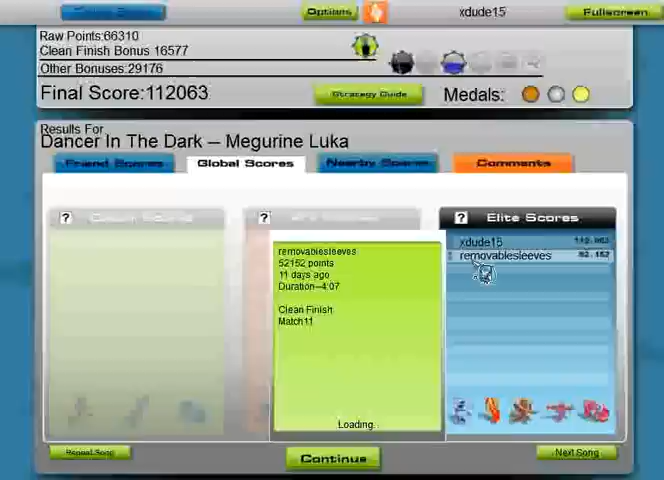 Options
xdude15
Fullscreen
Raw Points:66310
Clean Finish Bonus 16577
Other Bonuses:29176
Final Score:112063
Strategy Guide
Medals:
Results For
Dancer In The Dark – Megurine Luka
Friend Scores
Global Scores
Nearby Scores
Comments
?
?
?
Elite Scores
xdude15
removablesleeves
removablesleeves
52152 points
11 days ago
Duration–4:07
Clean Finish
Match11
Loading.
Repeat Song
Continue
Next Song